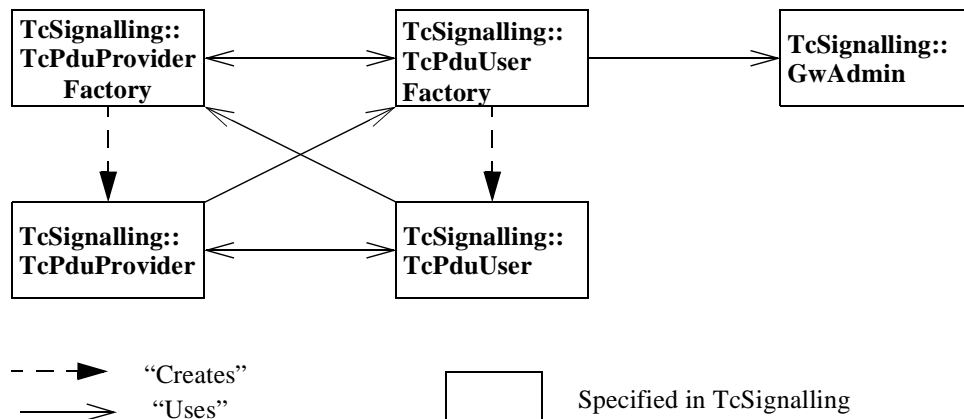 TcSignalling::
TcPduProvider
Factory
TcSignalling::
TcPduUser
Factory
TcSignalling::
GwAdmin
TcSignalling::
TcPduProvider
TcSignalling::
TcPduUser
“Creates”
“Uses”
Specified in TcSignalling